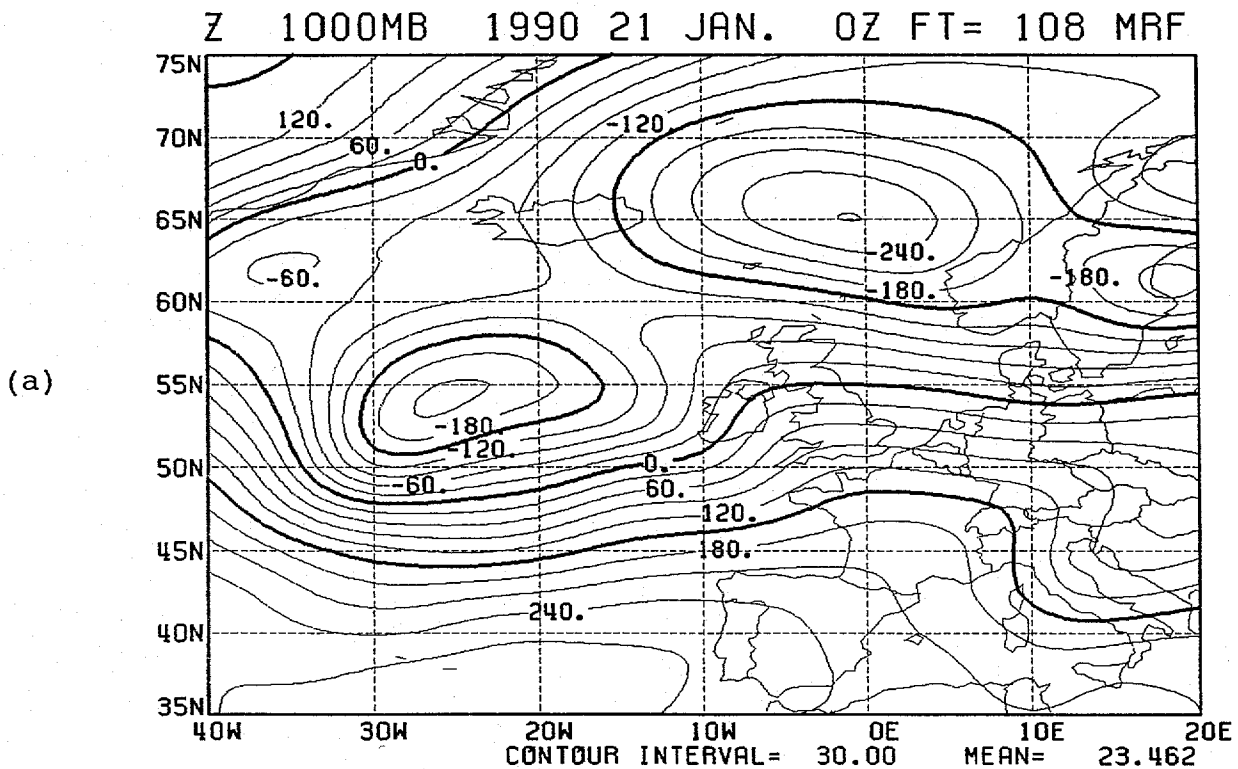 Z 1000MB 1990 21 JAN. 0Z FT= 108 MRF
75N
120.
-120.
70N
60.
0.
65N
-240.
-60.
-180.
-180.
60N
(a)
55N
-180.
-120.
50N
0.
-60.
60.
120.
45N
180.
240.
40N
35N
40W 30W 20W 10W 0E 10E 20E
CONTOUR INTERVAL= 30.00 MEAN= 23.462